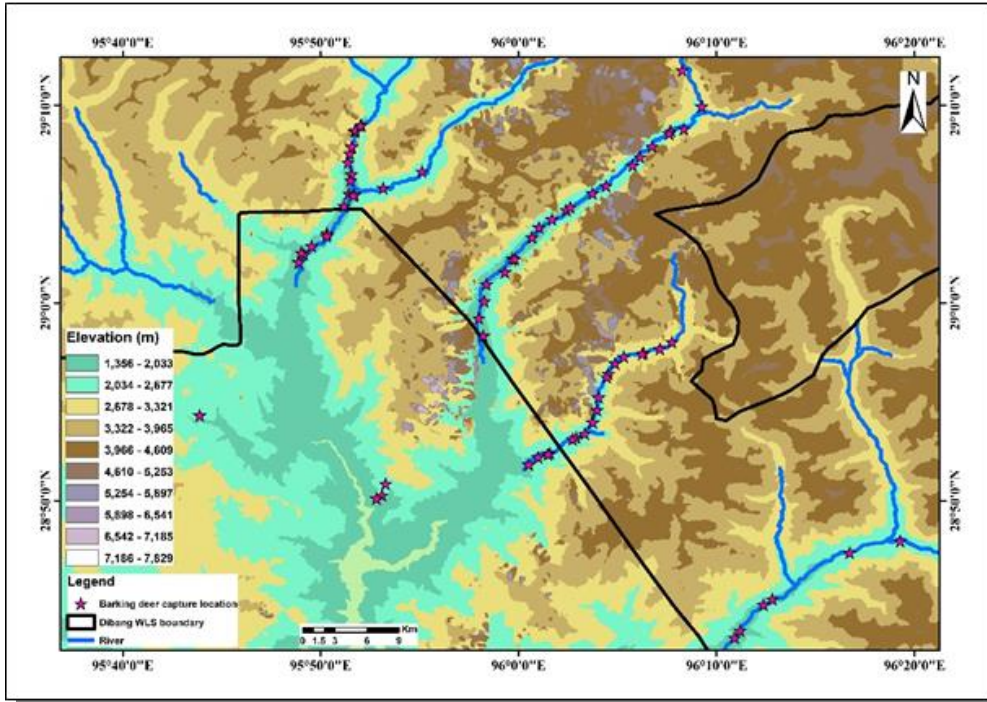 95°40'0"E 95°50'0"E 96°0'0"E 96°10'0"E 96°20'0"E
N
29°10'0"N 29°10'0"N
29°0'0"N 29°0'0"N
28°50'0"N 28°50'0"N
Elevation (m)
1,356 - 2,033
2,034 - 2,677
2,678 - 3,321
3,322 - 3,965
3,966 - 4,609
4,610 - 5,253
5,254 - 5,897
5,898 - 6,541
6,542 - 7,185
7,186 - 7,829
Legend
Barking deer capture location
Dibang WLS boundary
River
Km
0 1.5 3 6 9
95°40'0"E 95°50'0"E 96°0'0"E 96°10'0"E 96°20'0"E